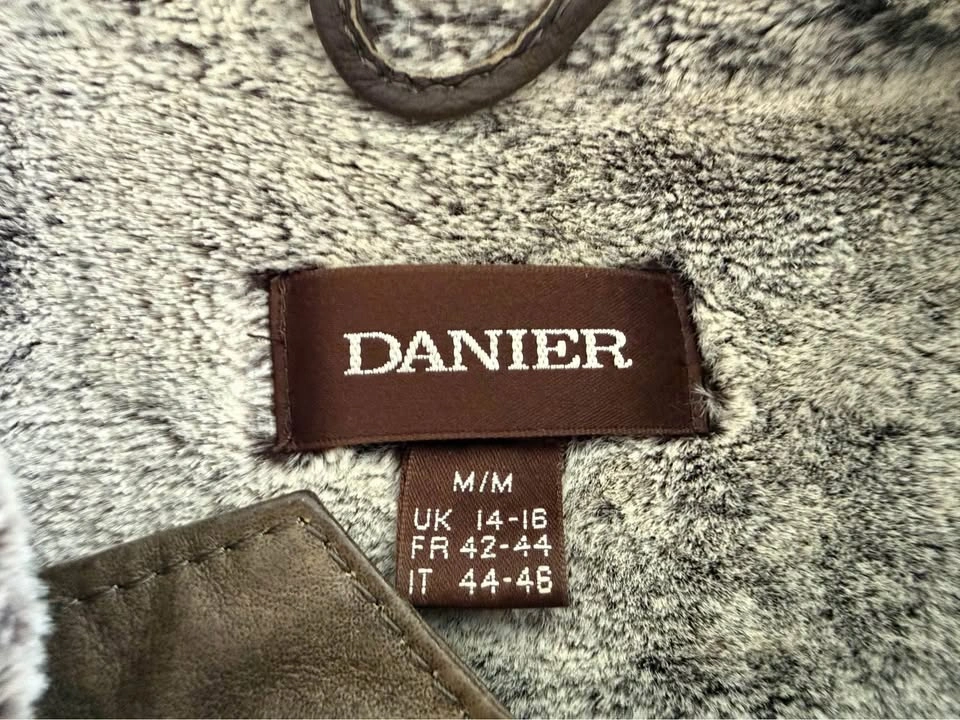 DANIER
M/M
UK 14-16
FR 42-44
IT 44-46